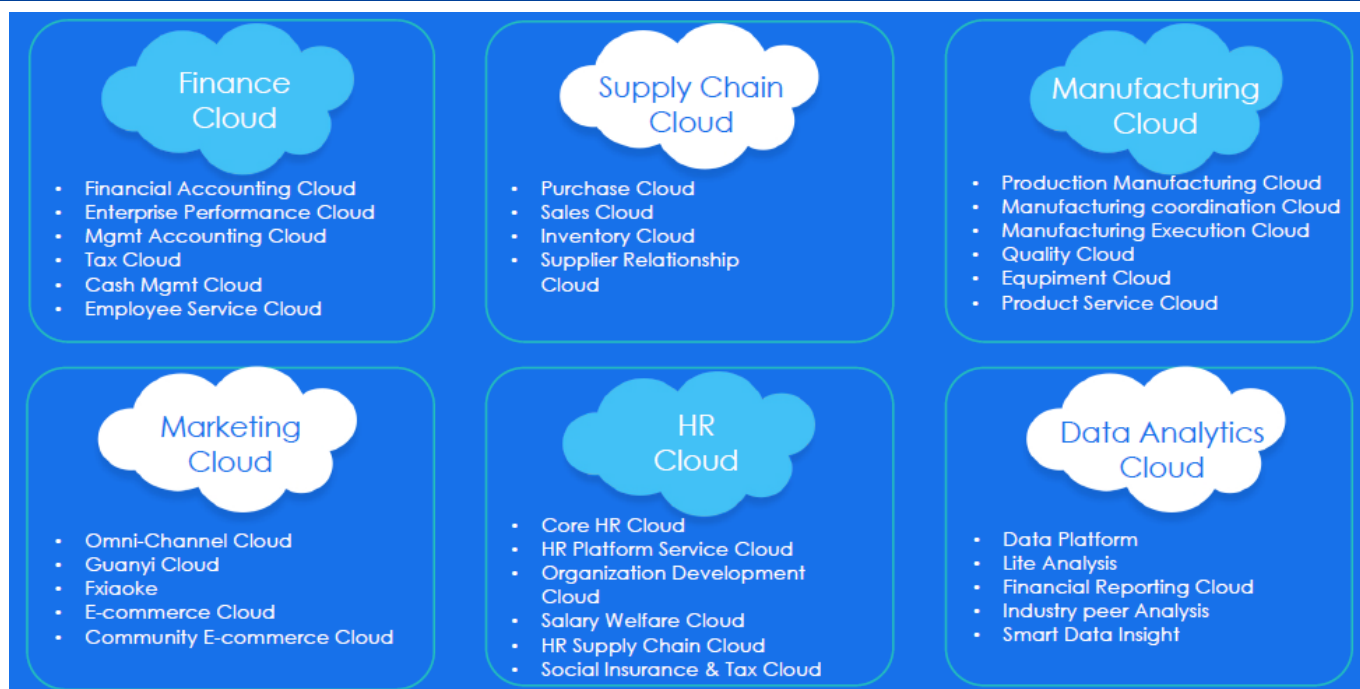 Finance
Cloud
• Financial Accounting Cloud
• Enterprise Performance Cloud
• Mgmt Accounting Cloud
• Tax Cloud
• Cash Mgmt Cloud
• Employee Service Cloud
Supply Chain
Cloud
• Purchase Cloud
• Sales Cloud
• Inventory Cloud
• Supplier Relationship
Cloud
Manufacturing
Cloud
• Production Manufacturing Cloud
• Manufacturing coordination Cloud
• Manufacturing Execution Cloud
• Quality Cloud
• Equpiment Cloud
• Product Service Cloud
Marketing
Cloud
• Omni-Channel Cloud
• Guanyi Cloud
• Fxiaoke
• E-commerce Cloud
• Community E-commerce Cloud
HR
Cloud
• Core HR Cloud
• HR Platform Service Cloud
• Organization Development
Cloud
• Salary Welfare Cloud
• HR Supply Chain Cloud
• Social Insurance & Tax Cloud
Data Analytics
Cloud
• Data Platform
• Lite Analysis
• Financial Reporting Cloud
• Industry peer Analysis
• Smart Data Insight